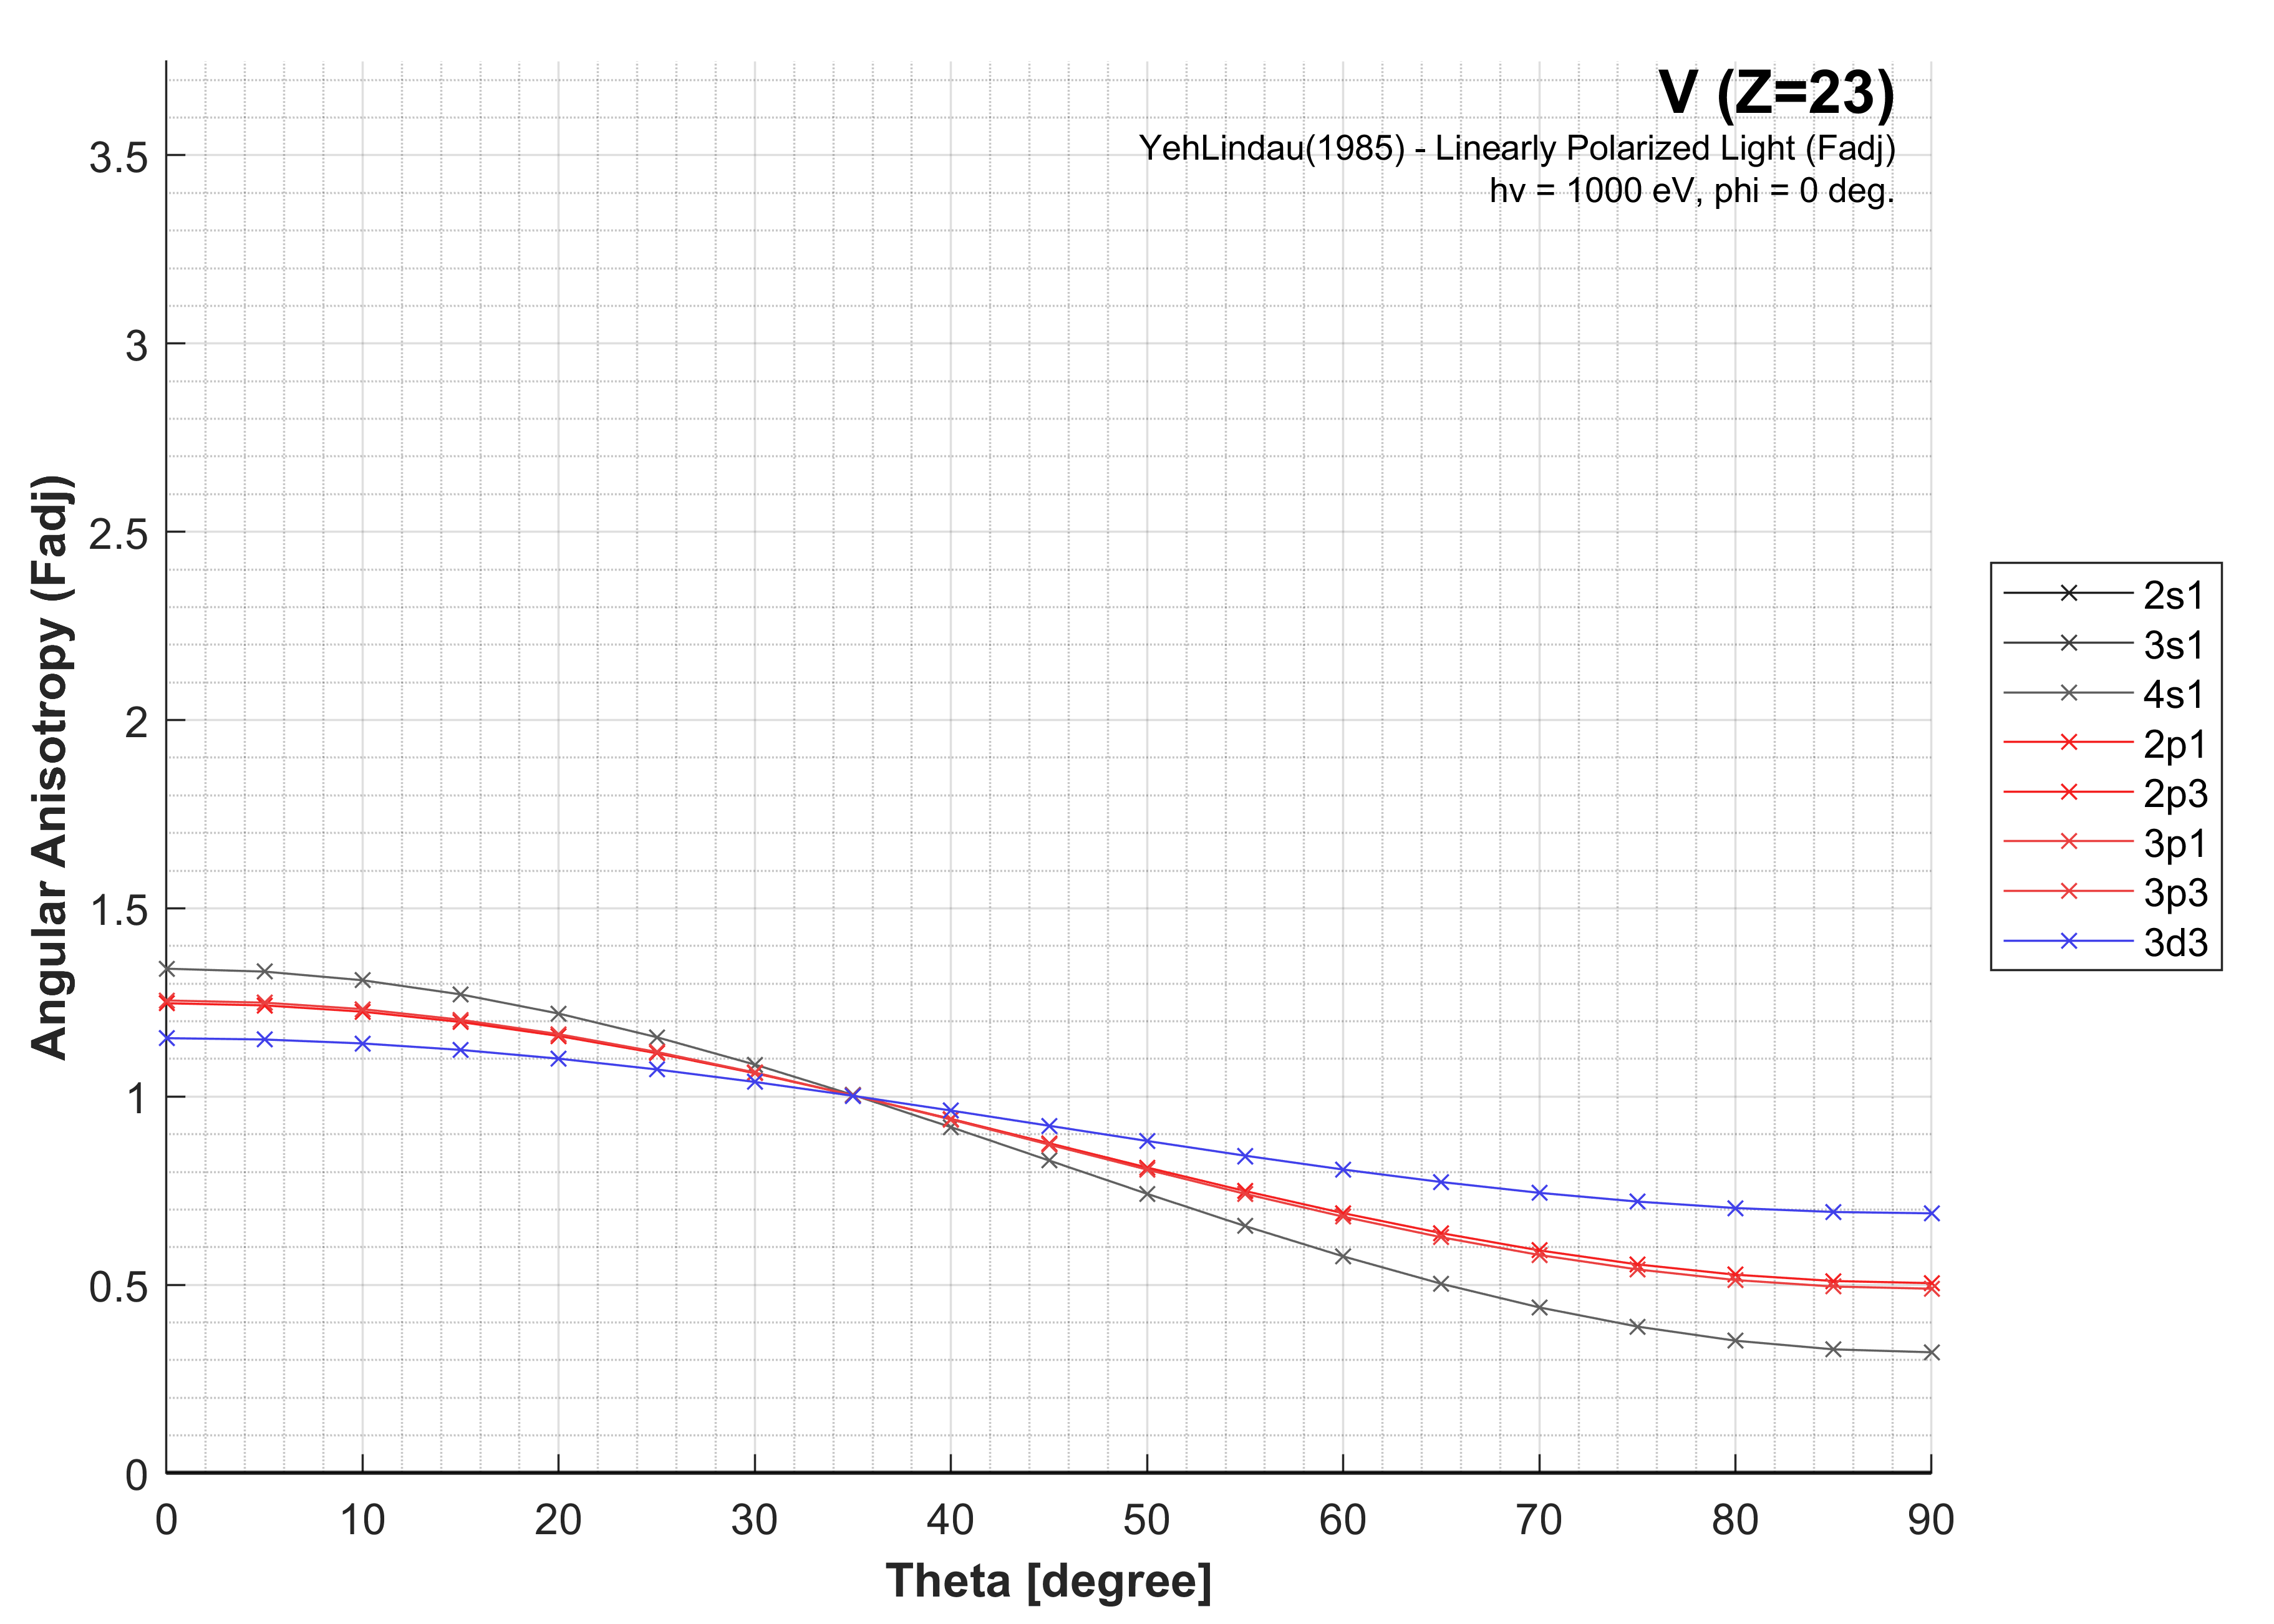 V (Z=23)
YehLindau(1985) - Linearly Polarized Light (Fadj)
hv = 1000 eV, phi = 0 deg.
Angular Anisotropy (Fadj)
3.5
3
2.5
2
1.5
1
0.5
0
0 10 20 30 40 50 60 70 80 90
Theta [degree]
2s1
3s1
4s1
2p1
2p3
3p1
3p3
3d3